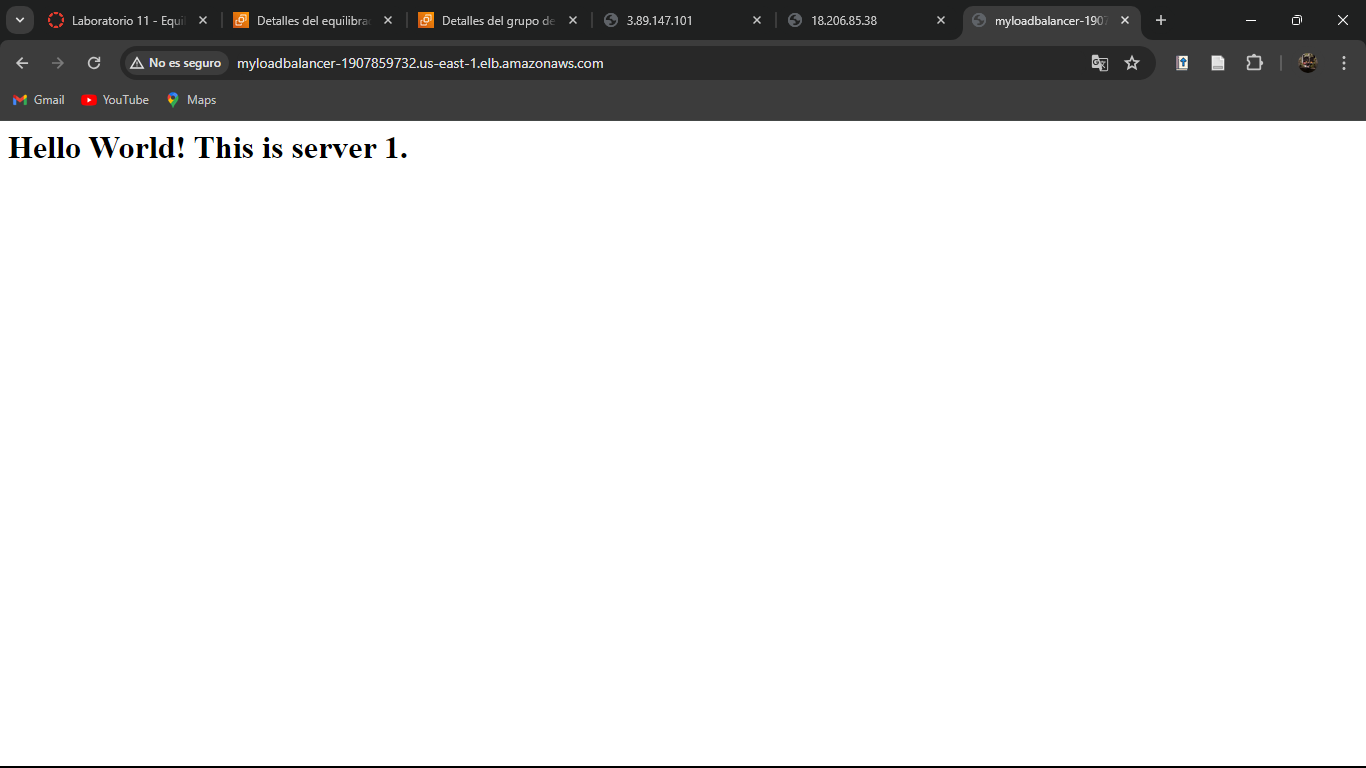 Laboratorio 11 - Equil
Detalles del equilibra
Detalles del grupo de
3.89.147.101
18.206.85.38
myloadbalancer-1907
No es seguro
myloadbalancer-1907859732.us-east-1.elb.amazonaws.com
Gmail
YouTube
Maps
Hello World! This is server 1.